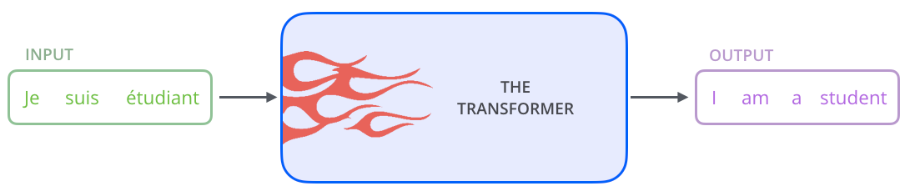 INPUT
Je suis étudiant
THE
TRANSFORMER
OUTPUT
I am a student